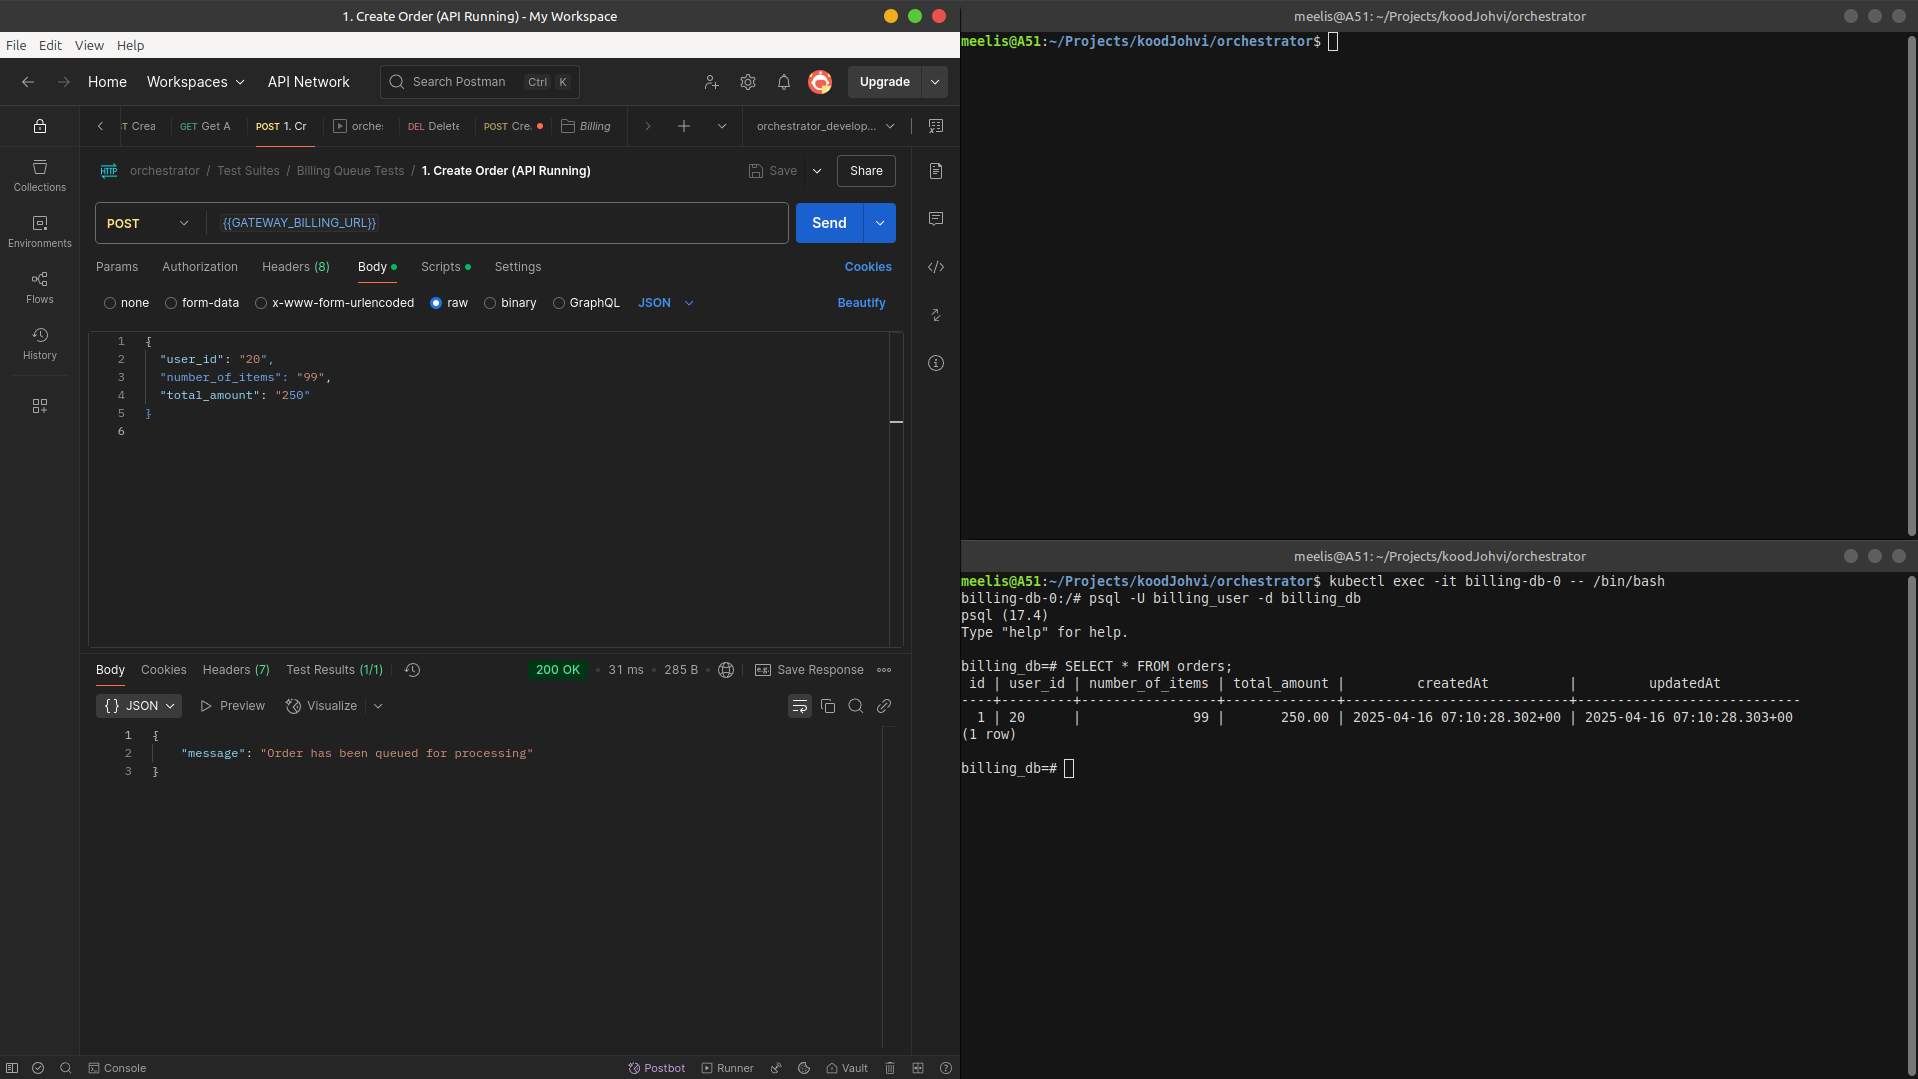 1. Create Order (API Running) - My Workspace
File Edit View Help
Home Workspaces API Network Search Postman Ctrl K Upgrade
T Crea GET Get A POST 1. Cr orche: DEL Delete POST Cre. Billing orchestrator_develop...
Collections
Environments
Flows
History
orchestrator / Test Suites / Billing Queue Tests / 1. Create Order (API Running) Save Share
POST {{GATEWAY_BILLING_URL}} Send
Params Authorization Headers (8) Body Scripts Settings Cookies
none form-data x-www-form-urlencoded raw binary GraphQL JSON Beautify
1 {
2 "user_id": "20",
3 "number_of_items": "99",
4 "total_amount": "250"
5 }
6
Body Cookies Headers (7) Test Results (1/1) 200 OK • 31 ms • 285 B • e.g. Save Response
{} JSON Preview Visualize
1 {
2 "message": "Order has been queued for processing"
3 }
Console Postbot Runner Vault
meelis@A51: ~/Projects/koodJohvi/orchestrator
meelis@A51:~/Projects/koodJohvi/orchestrator$
meelis@A51: ~/Projects/koodJohvi/orchestrator
meelis@A51:~/Projects/koodJohvi/orchestrator$ kubectl exec -it billing-db-0 -- /bin/bash
billing-db-0:/# psql -U billing_user -d billing_db
psql (17.4)
Type "help" for help.
billing_db=# SELECT * FROM orders;
id | user_id | number_of_items | total_amount | createdAt | updatedAt
----+---------+-----------------+--------------+----------------------------+----------------------------
1 | 20 | 99 | 250.00 | 2025-04-16 07:10:28.302+00 | 2025-04-16 07:10:28.303+00
(1 row)
billing_db=#